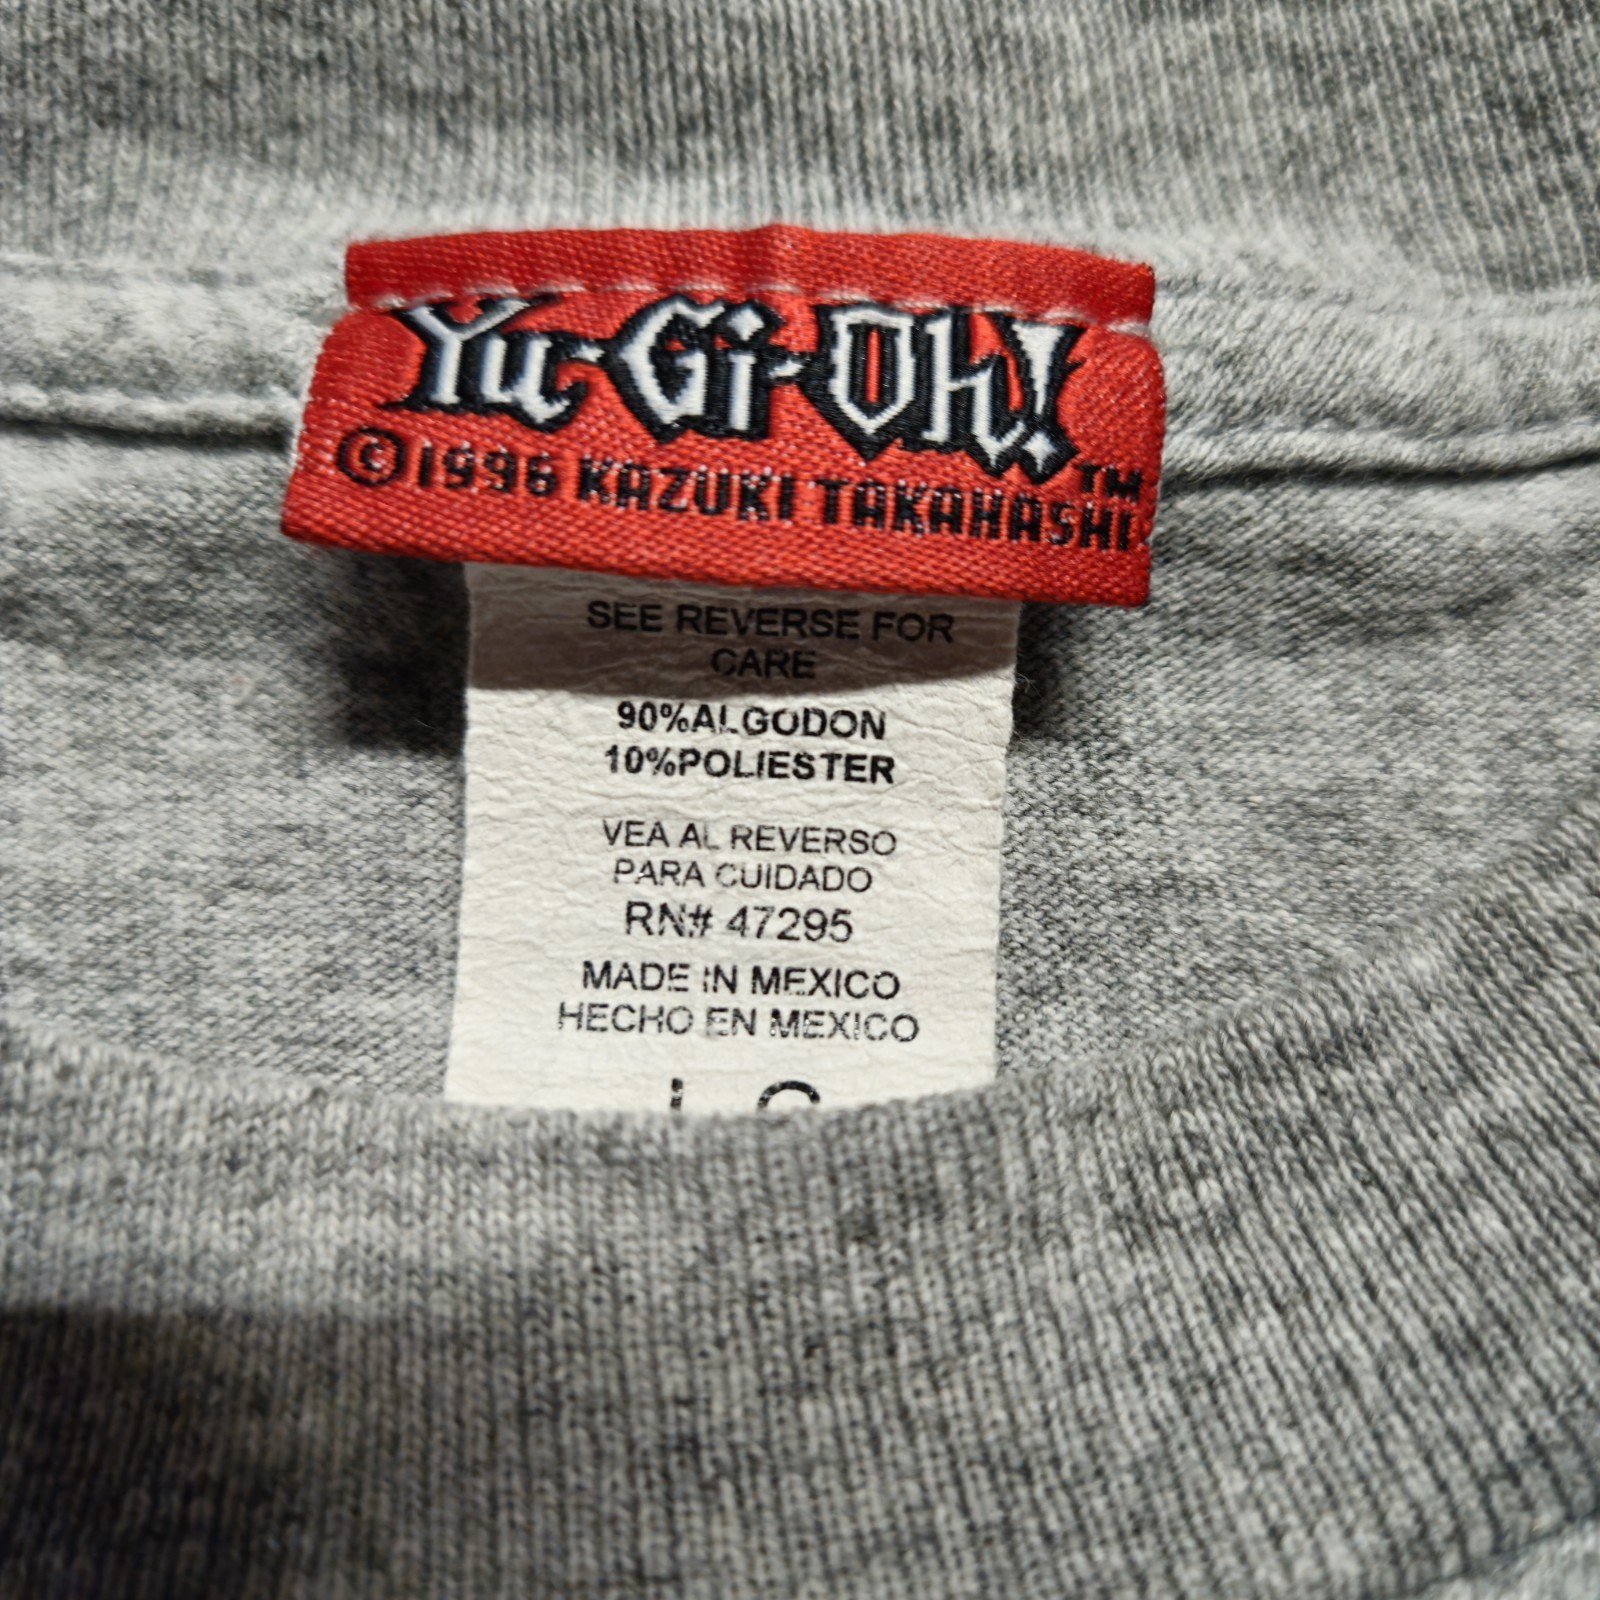 Yu-Gi-Oh!
TM
© 1996 KAZUKI TAKAHASHI
SEE REVERSE FOR
CARE
90%ALGODON
10%POLIESTER
VEA AL REVERSO
PARA CUIDADO
RN# 47295
MADE IN MEXICO
HECHO EN MEXICO